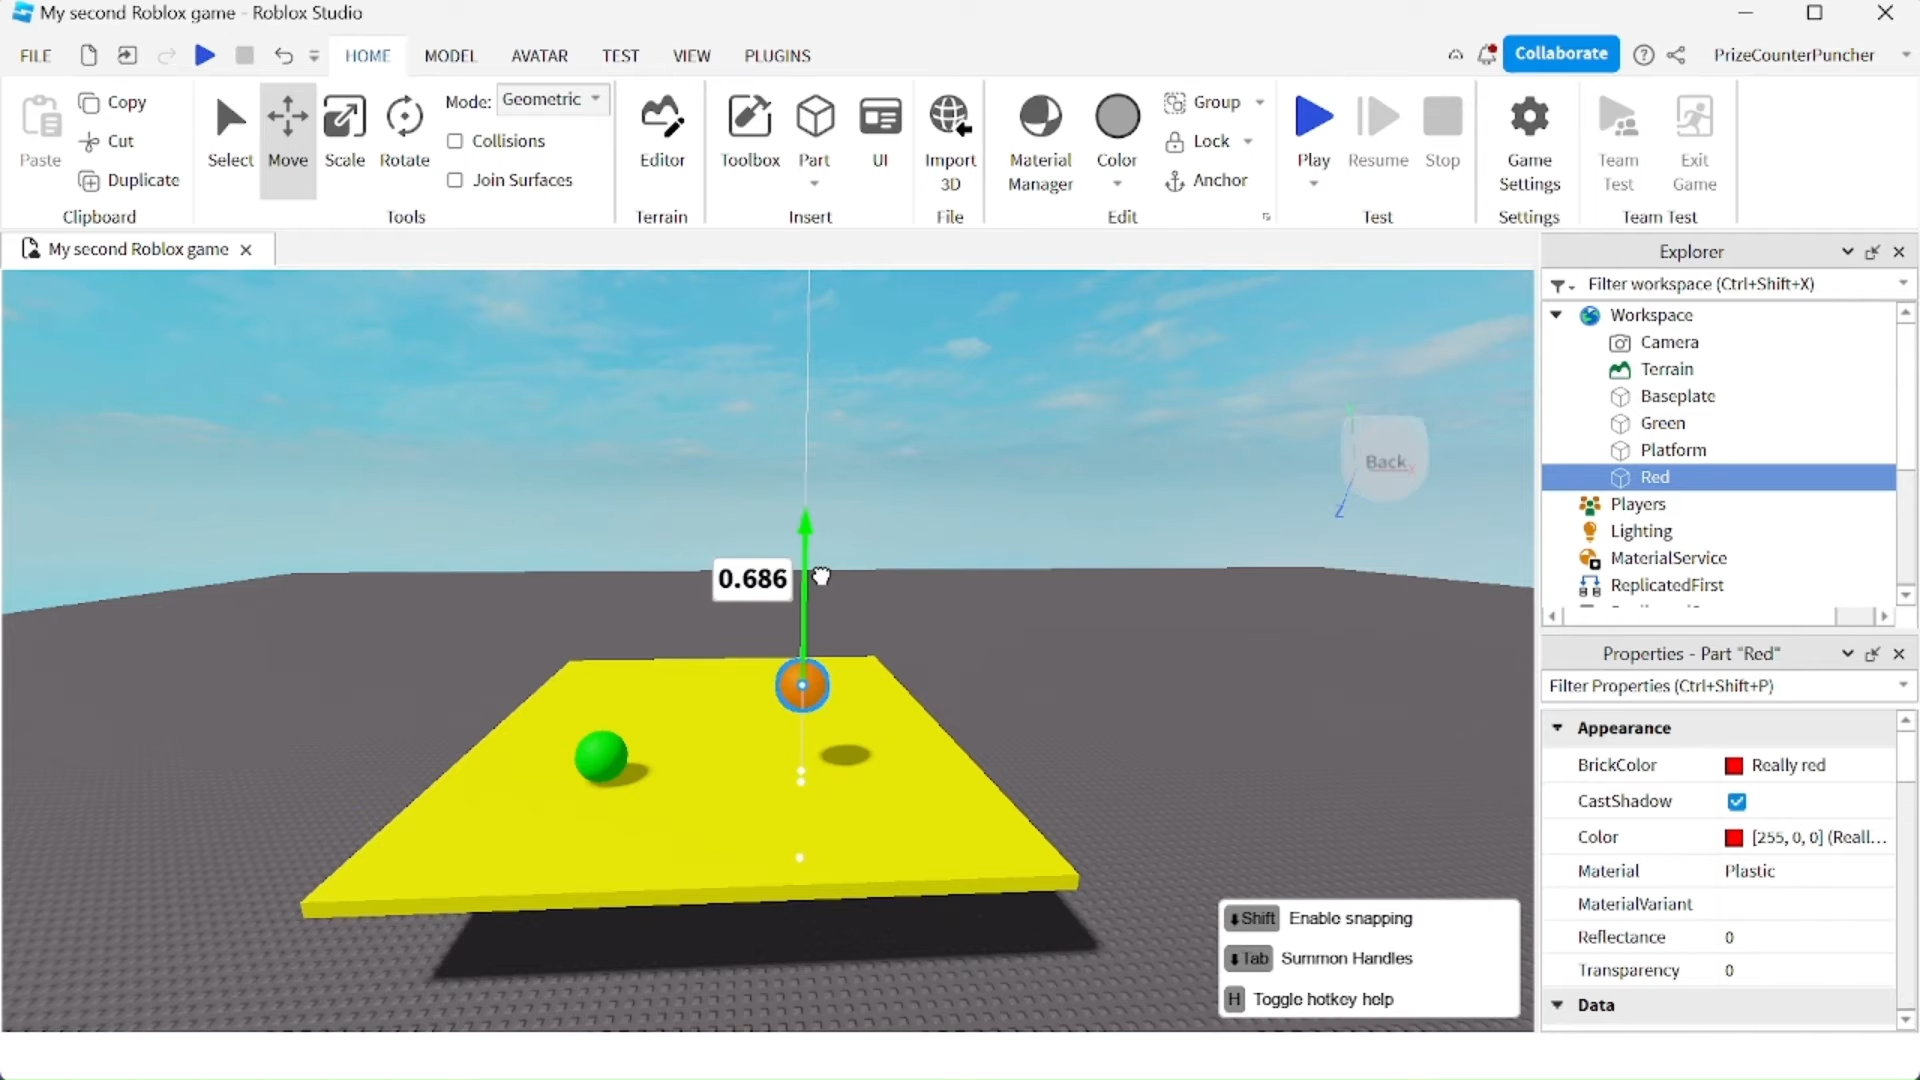 My second Roblox game - Roblox Studio
FILE HOME MODEL AVATAR TEST VIEW PLUGINS Collaborate PrizeCounterPuncher
Paste Copy Cut Duplicate
Clipboard
Select Move Scale Rotate
Mode: Geometric
Collisions
Join Surfaces
Tools
Editor
Terrain
Toolbox Part UI
Insert
Import
3D
File
Material
Manager
Color
Group
Lock
Anchor
Edit
Play Resume Stop
Test
Game
Settings
Settings
Team
Test
Exit
Game
Team Test
My second Roblox game
Back
X
Z
0.686
Shift Enable snapping
Tab Summon Handles
H Toggle hotkey help
Explorer
Filter workspace (Ctrl+Shift+X)
Workspace
Camera
Terrain
Baseplate
Green
Platform
Red
Players
Lighting
MaterialService
ReplicatedFirst
Properties - Part "Red"
Filter Properties (Ctrl+Shift+P)
Appearance
BrickColor Really red
CastShadow
Color [255, 0, 0] (Reall...
Material Plastic
MaterialVariant
Reflectance 0
Transparency 0
Data